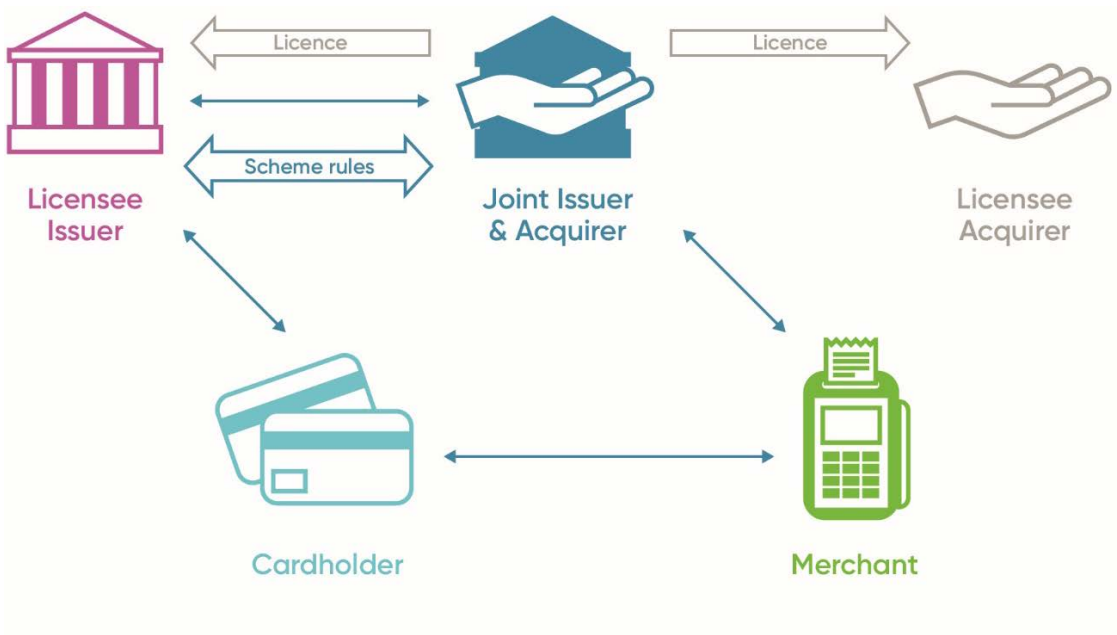 Licence
Licence
Scheme rules
Licensee
Issuer
Joint Issuer
& Acquirer
Licensee
Acquirer
Cardholder
Merchant